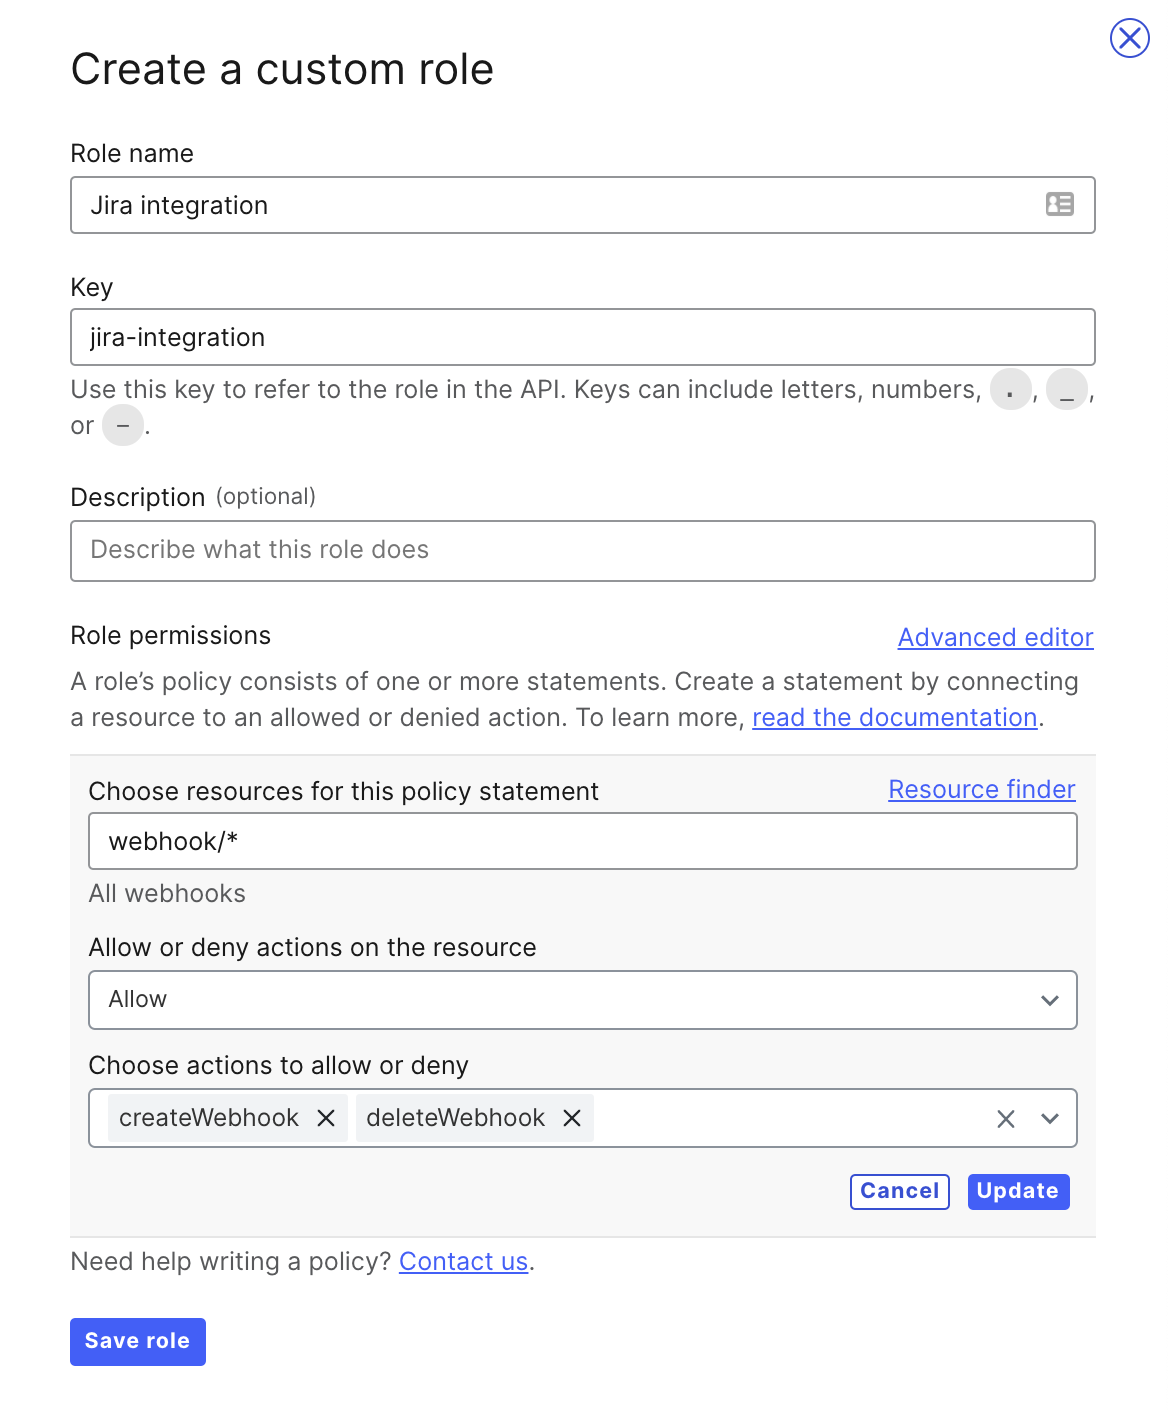 Create a custom role
Role name
Jira integration
Key
jira-integration
Use this key to refer to the role in the API. Keys can include letters, numbers, . , _ ,
or - .
Description (optional)
Describe what this role does
Role permissions Advanced editor
A role’s policy consists of one or more statements. Create a statement by connecting
a resource to an allowed or denied action. To learn more, read the documentation.
Choose resources for this policy statement Resource finder
webhook/*
All webhooks
Allow or deny actions on the resource
Allow
Choose actions to allow or deny
createWebhook deleteWebhook
Cancel Update
Need help writing a policy? Contact us.
Save role